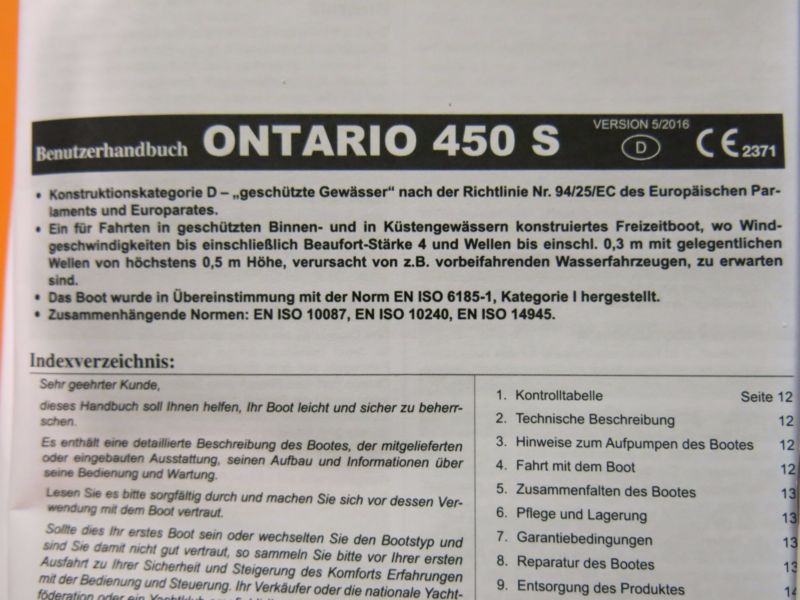 Benutzerhandbuch ONTARIO 450 S VERSION 5/2016 D CE 2371
• Konstruktionskategorie D – „geschützte Gewässer“ nach der Richtlinie Nr. 94/25/EC des Europäischen Par-
laments und Europarates.
• Ein für Fahrten in geschützten Binnen- und in Küstengewässern konstruiertes Freizeitboot, wo Wind-
geschwindigkeiten bis einschließlich Beaufort-Stärke 4 und Wellen bis einschl. 0,3 m mit gelegentlichen
Wellen von höchstens 0,5 m Höhe, verursacht von z.B. vorbeifahrenden Wasserfahrzeugen, zu erwarten
sind.
• Das Boot wurde in Übereinstimmung mit der Norm EN ISO 6185-1, Kategorie I hergestellt.
• Zusammenhängende Normen: EN ISO 10087, EN ISO 10240, EN ISO 14945.
Indexverzeichnis:
Sehr geehrter Kunde,
dieses Handbuch soll Ihnen helfen, Ihr Boot leicht und sicher zu beherr-
schen.
Es enthält eine detaillierte Beschreibung des Bootes, der mitgelieferten
oder eingebauten Ausstattung, seinen Aufbau und Informationen über
seine Bedienung und Wartung.
Lesen Sie es bitte sorgfältig durch und machen Sie sich vor dessen Ver-
wendung mit dem Boot vertraut.
Sollte dies Ihr erstes Boot sein oder wechselten Sie den Bootstyp und
sind Sie damit nicht gut vertraut, so sammeln Sie bitte vor Ihrer ersten
Ausfahrt zu Ihrer Sicherheit und Steigerung des Komforts Erfahrungen
mit der Bedienung und Steuerung. Ihr Verkäufer oder die nationale Yacht-
föderation oder ein Yachtklub
1. Kontrolltabelle Seite 12
2. Technische Beschreibung 12
3. Hinweise zum Aufpumpen des Bootes 12
4. Fahrt mit dem Boot 12
5. Zusammenfalten des Bootes 13
6. Pflege und Lagerung 13
7. Garantiebedingungen 13
8. Reparatur des Bootes 13
9. Entsorgung des Produktes 14